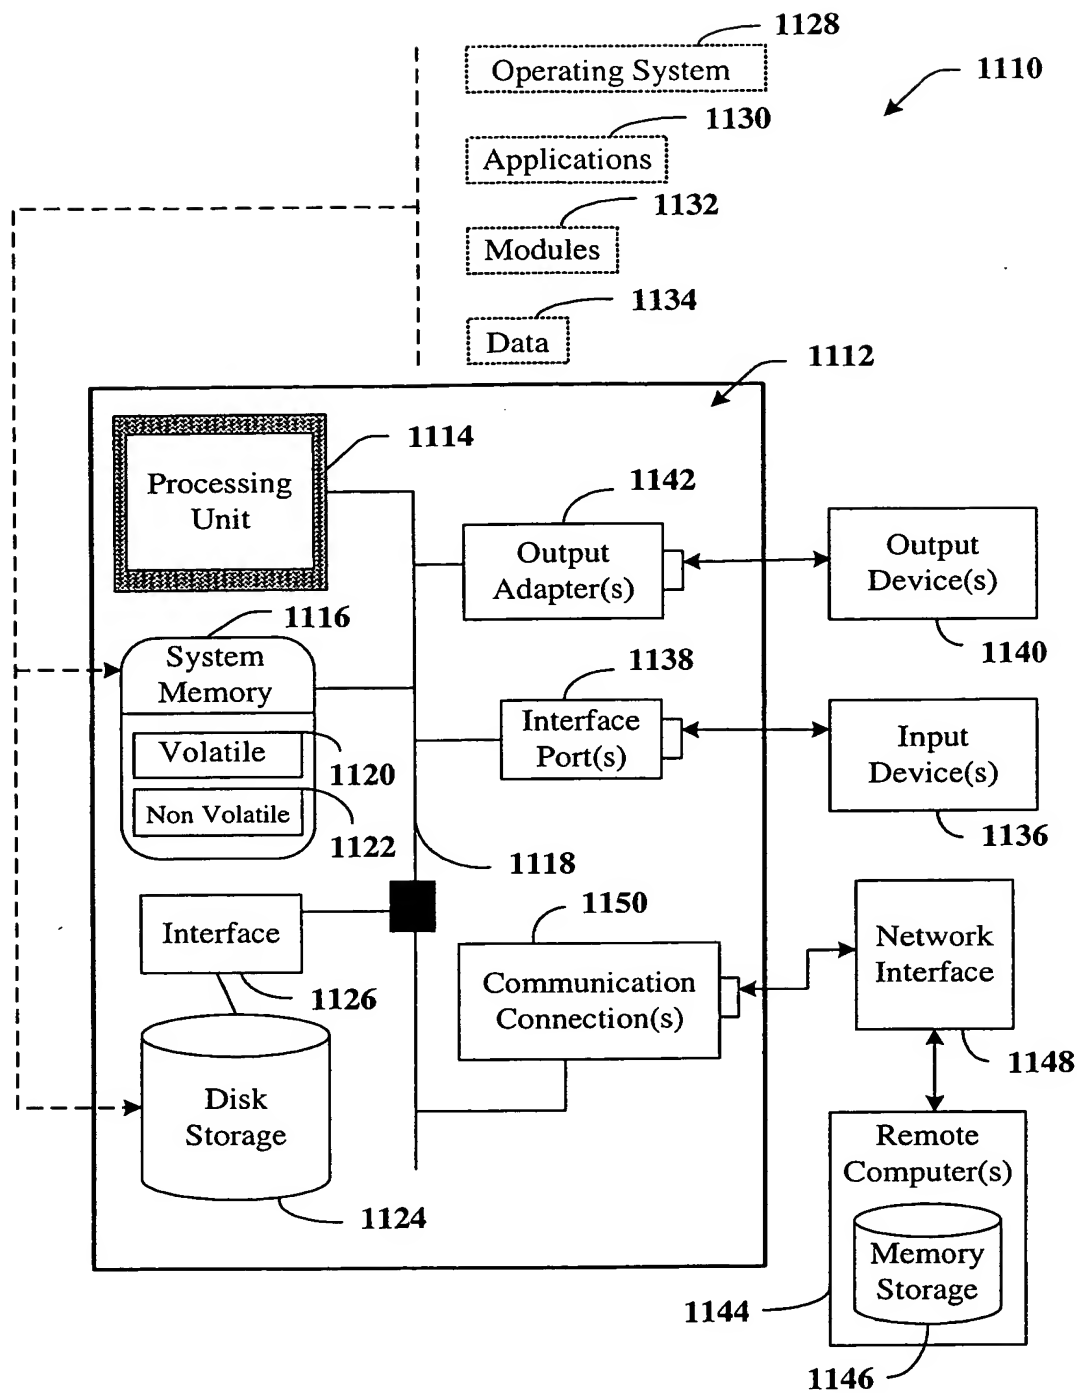 1128
Operating System
1110
1130
Applications
1132
Modules
1134
Data
1112
1114
Processing
Unit
1142
Output
Adapter(s)
Output
Device(s)
1140
1116
System
Memory
Volatile
1120
Non Volatile
1122
1138
Interface
Port(s)
Input
Device(s)
1136
1118
Interface
1126
1150
Communication
Connection(s)
Network
Interface
1148
Disk
Storage
1124
Remote
Computer(s)
Memory
Storage
1144
1146